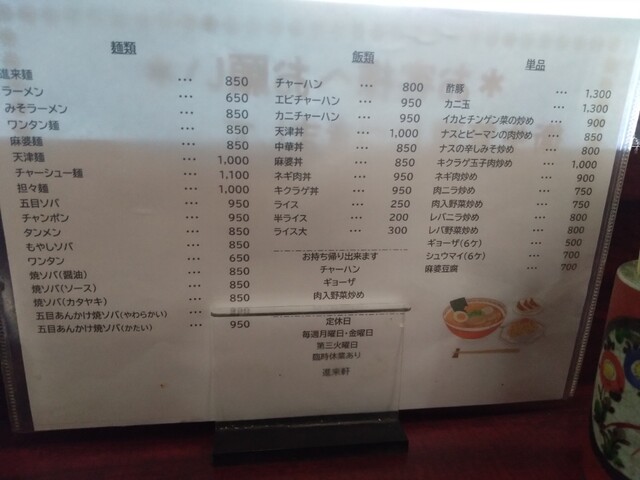 麺類
進来麺 … 850
ラーメン … 650
みそラーメン … 850
ワンタン麺 … 850
麻婆麺 … 850
天津麺 … 1,000
チャーシュー麺 … 1,100
担々麺 … 1,000
五目ソバ … 950
チャンポン … 950
タンメン … 850
もやしソバ … 850
ワンタン … 650
焼ソバ(醤油) … 850
焼ソバ(ソース) … 850
焼ソバ(カタヤキ) … 850
五目あんかけ焼ソバ(やわらかい) …
五目あんかけ焼ソバ(かたい) … 950
飯類
チャーハン … 800
エビチャーハン … 950
カニチャーハン … 950
天津丼 … 1,000
中華丼 … 850
麻婆丼 … 850
ネギ肉丼 … 950
キクラゲ丼 … 950
ライス … 250
半ライス … 200
ライス大 … 300
お持ち帰り出来ます
チャーハン
ギョーザ
肉入野菜炒め
定休日
毎週月曜日・金曜日
第三火曜日
臨時休業あり
進来軒
単品
酢豚 … 1,300
カニ玉 … 1,300
イカとチンゲン菜の炒め … 900
ナスとピーマンの肉炒め … 850
ナスの辛しみそ炒め … 800
キクラゲ玉子肉炒め … 1,000
ネギ肉炒め … 900
肉ニラ炒め … 750
肉入野菜炒め … 750
レバニラ炒め … 800
レバ野菜炒め … 800
ギョーザ(6ケ) … 500
シュウマイ(6ケ) … 700
麻婆豆腐 … 700